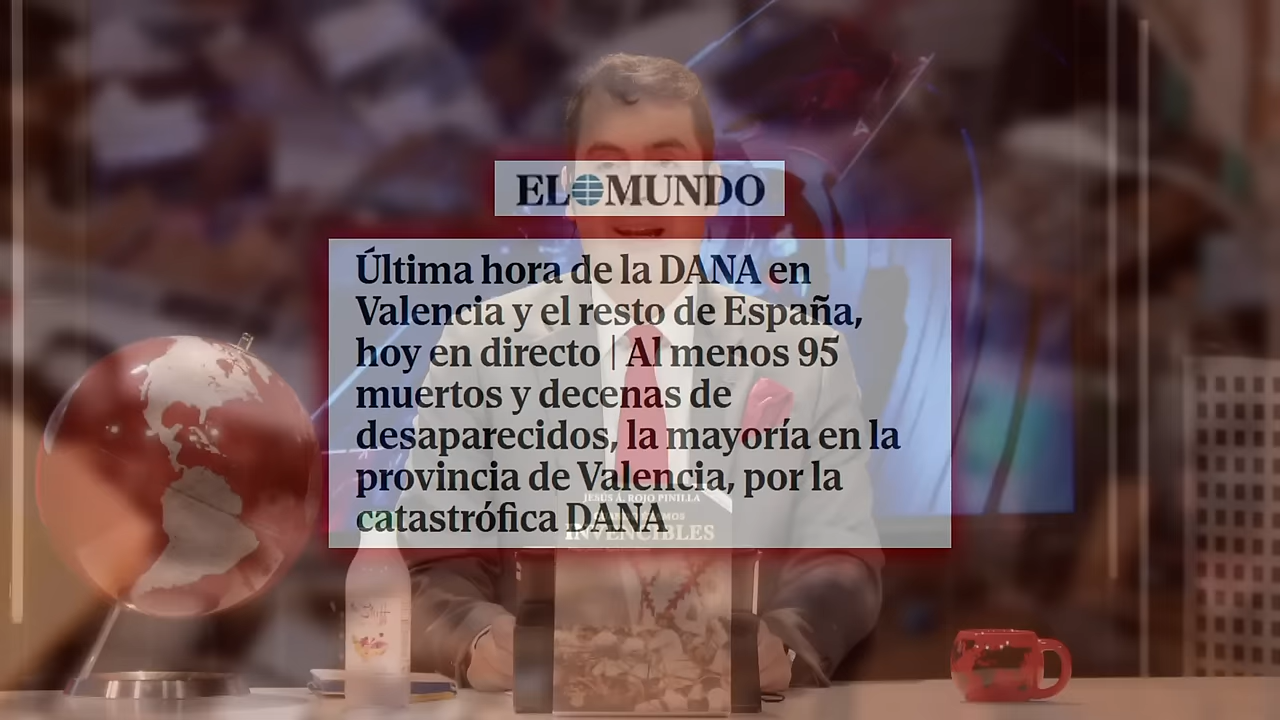 EL MUNDO
Última hora de la DANA en
Valencia y el resto de España,
hoy en directo | Al menos 95
muertos y decenas de
desaparecidos, la mayoría en la
provincia de Valencia, por la
catastrófica DANA
JESÚS Á. ROJO PINILLA
INVENCIBLES